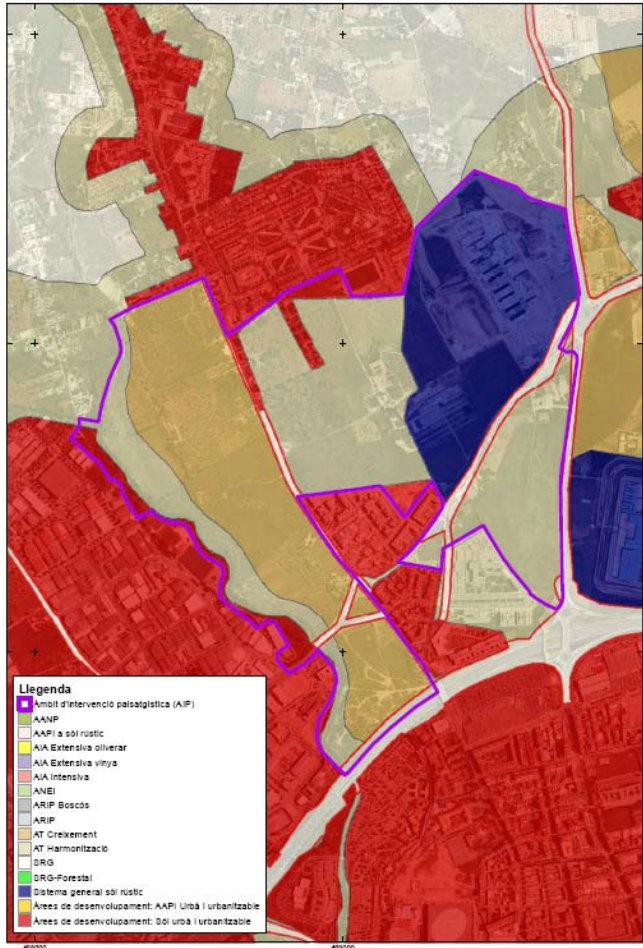 Llegenda
Àmbit d'intervenció paisatgística (AIP)
AANP
AAPI a sòl rústic
AIA Extensiva oliverar
AIA Extensiva vinya
AIA Intensiva
ANEI
ARIP Boscós
ARIP
AT Creixement
AT Harmonització
SRG
SRG-Forestal
Sistema general sòl rústic
Àrees de desenvolupament: AAPI Urbà i urbanitzable
Àrees de desenvolupament: Sòl urbà i urbanitzable